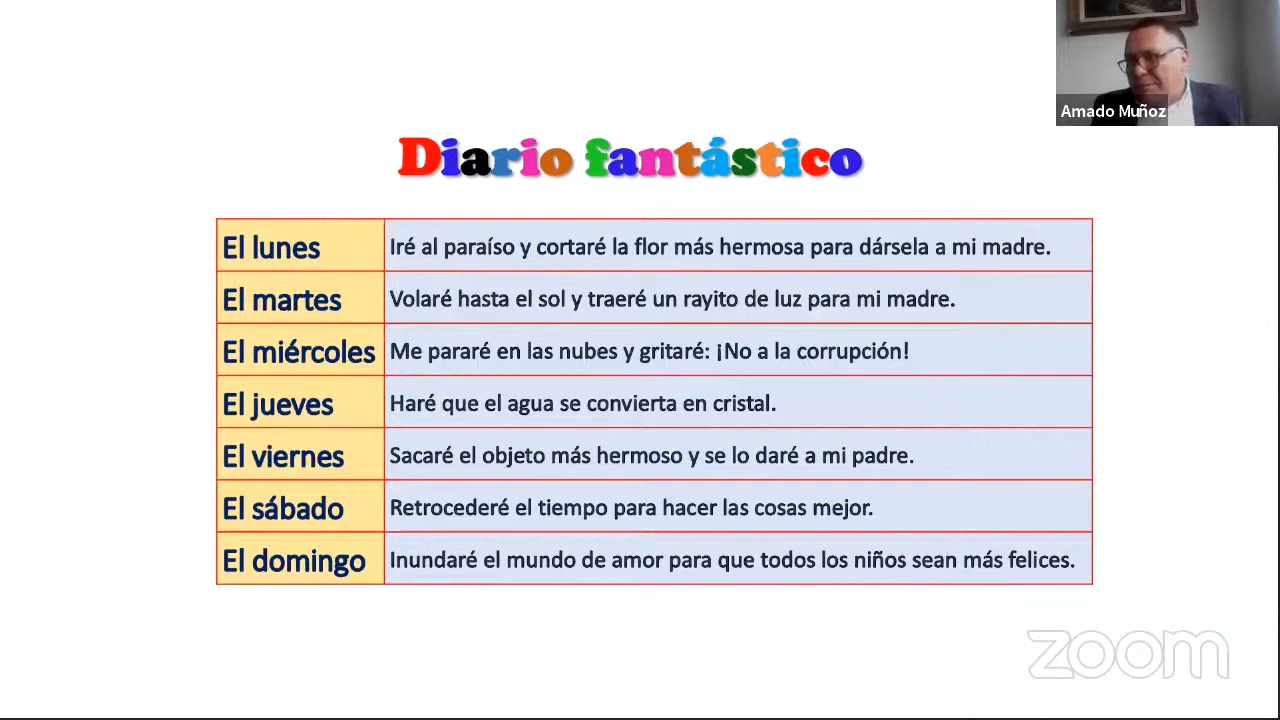 Amado Muñoz
Diario fantástico
El lunes
Iré al paraíso y cortaré la flor más hermosa para dársela a mi madre.
El martes
Volaré hasta el sol y traeré un rayito de luz para mi madre.
El miércoles
Me pararé en las nubes y gritaré: ¡No a la corrupción!
El jueves
Haré que el agua se convierta en cristal.
El viernes
Sacaré el objeto más hermoso y se lo daré a mi padre.
El sábado
Retrocederé el tiempo para hacer las cosas mejor.
El domingo
Inundaré el mundo de amor para que todos los niños sean más felices.
zoom